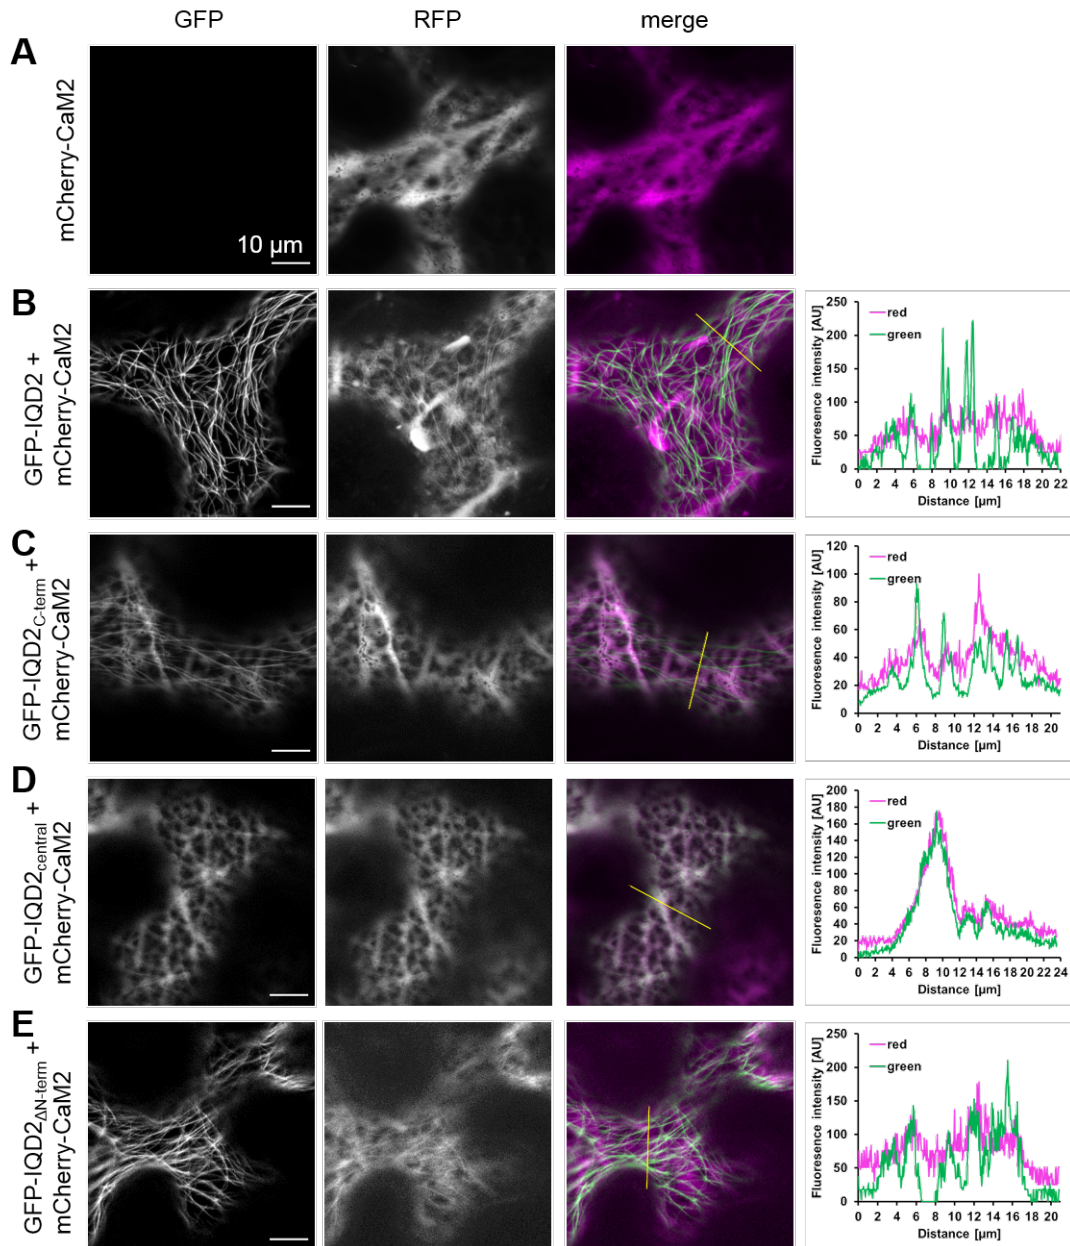 GFP RFP merge
A
mCherry-CaM2
10 µm
B
GFP-IQD2 +
mCherry-CaM2
250
200
150
100
50
0
red
green
Fluoresence intensity [AU]
0 2 4 6 8 10 12 14 16 18 20 22
Distance [µm]
C
GFP-IQD2C-term +
mCherry-CaM2
120
100
80
60
40
20
0
red
green
Fluoresence intensity [AU]
0 2 4 6 8 10 12 14 16 18 20
Distance [µm]
D
GFP-IQD2central +
mCherry-CaM2
200
180
160
140
120
100
80
60
40
20
0
red
green
Fluoresence intensity [AU]
0 2 4 6 8 10 12 14 16 18 20 22 24
Distance [µm]
E
GFP-IQD2ΔN-term +
mCherry-CaM2
250
200
150
100
50
0
red
green
Fluoresence intensity [AU]
0 2 4 6 8 10 12 14 16 18 20
Distance [µm]